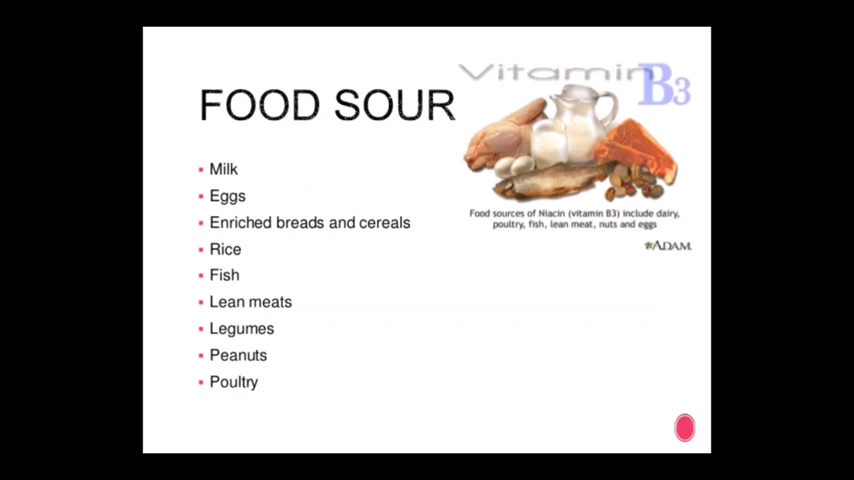 Vitamin B3
FOOD SOUR
Milk
Eggs
Enriched breads and cereals
Rice
Fish
Lean meats
Legumes
Peanuts
Poultry
Food sources of Niacin (vitamin B3) include dairy,
poultry, fish, lean meat, nuts and eggs
ADAM